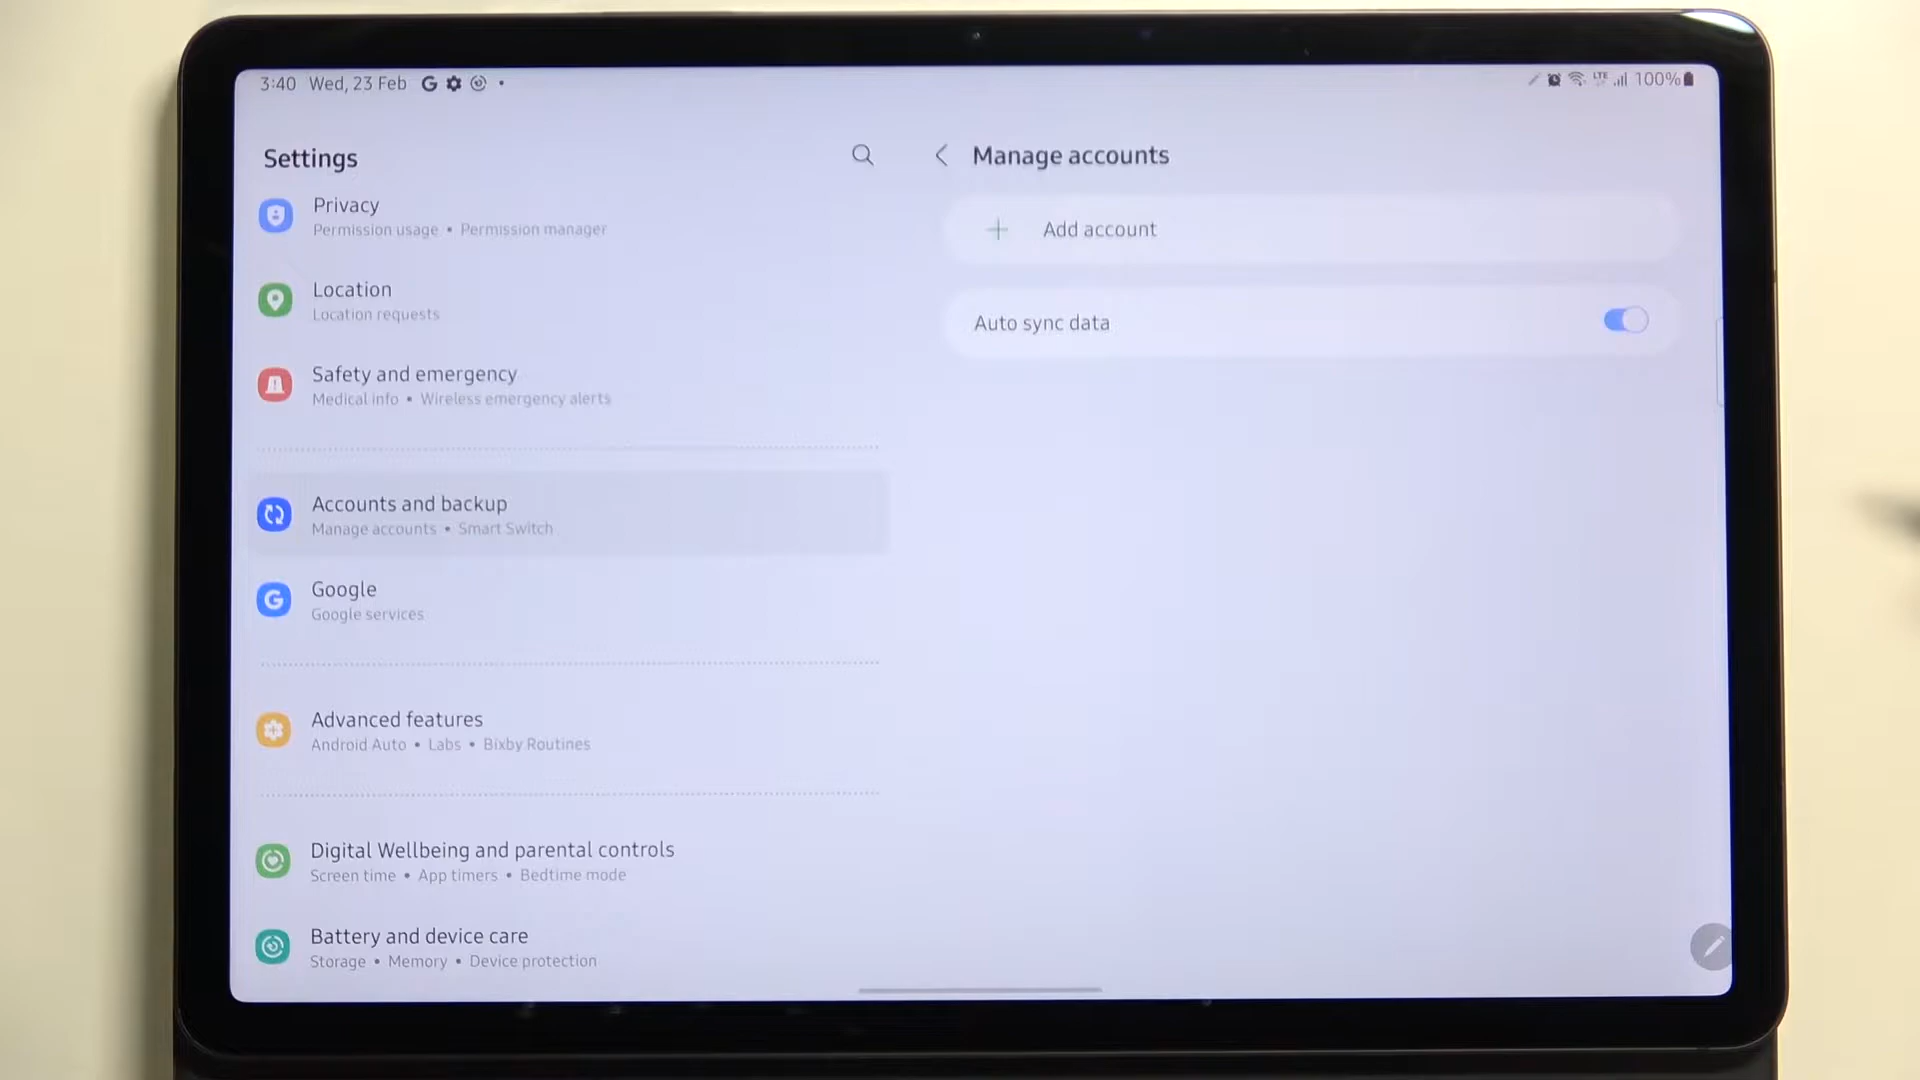 3:40 Wed, 23 Feb G
LTE 100%
Settings
Privacy
Permission usage • Permission manager
Location
Location requests
Safety and emergency
Medical info • Wireless emergency alerts
Accounts and backup
Manage accounts • Smart Switch
G Google
Google services
Advanced features
Android Auto • Labs • Bixby Routines
Digital Wellbeing and parental controls
Screen time • App timers • Bedtime mode
Battery and device care
Storage • Memory • Device protection
Manage accounts
Add account
Auto sync data